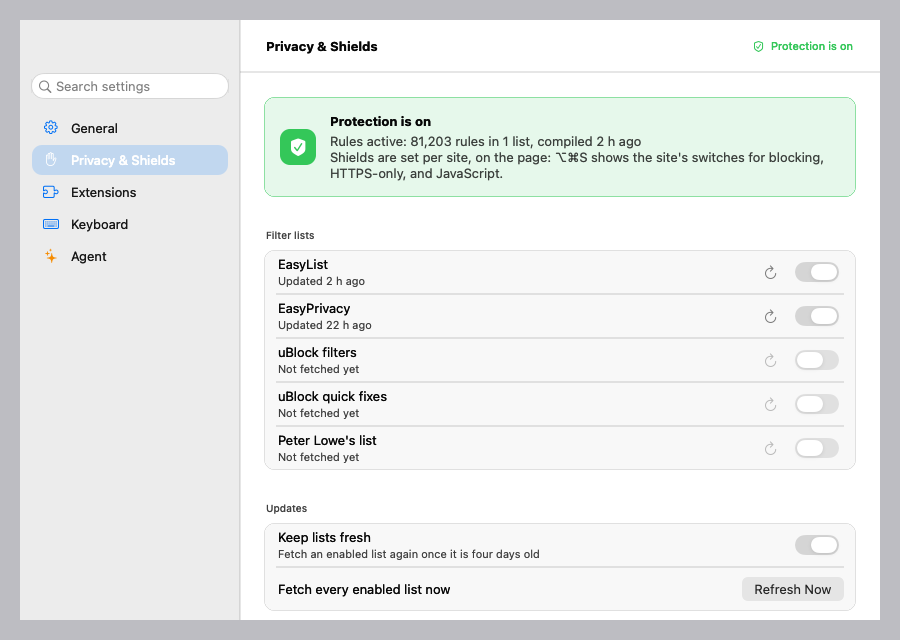 Privacy & Shields
Protection is on
Search settings
General
Privacy & Shields
Extensions
Keyboard
Agent
Protection is on
Rules active: 81,203 rules in 1 list, compiled 2 h ago
Shields are set per site, on the page: ⌥⌘S shows the site's switches for blocking,
HTTPS-only, and JavaScript.
Filter lists
EasyList
Updated 2 h ago
EasyPrivacy
Updated 22 h ago
uBlock filters
Not fetched yet
uBlock quick fixes
Not fetched yet
Peter Lowe's list
Not fetched yet
Updates
Keep lists fresh
Fetch an enabled list again once it is four days old
Fetch every enabled list now
Refresh Now